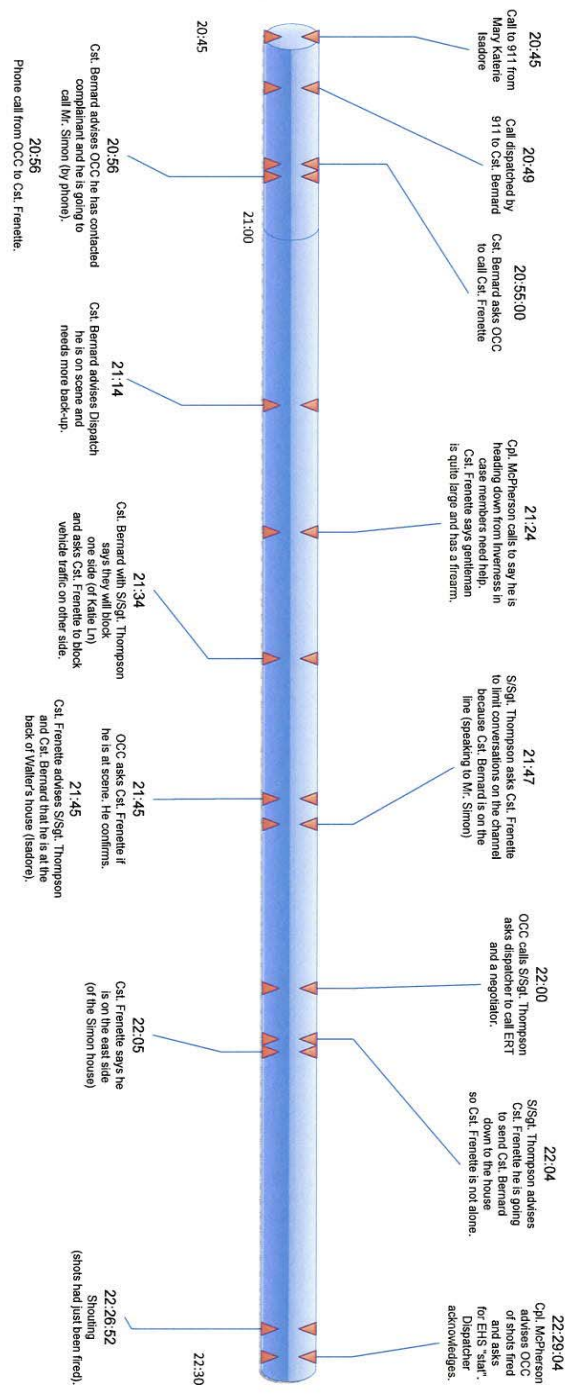 20:45
Call to 911 from
Mary Katerie
Isadore
20:49
Call dispatched by
911 to Cst. Bernard
20:55:00
Cst. Bernard asks OCC
to call Cst. Frenette
21:24
Cpl. McPherson calls to say he is
heading down from Inverness in
case members need help.
Cst. Frenette says gentleman
is quite large and has a firearm.
21:47
S/Sgt. Thompson asks Cst. Frenette
to limit conversations on the channel
because Cst. Bernard is on the
line (speaking to Mr. Simon)
22:00
OCC calls S/Sgt. Thompson
asks dispatcher to call ERT
and a negotiator.
22:04
S/Sgt. Thompson advises
Cst. Frenette he is going
to send Cst. Bernard
down to the house
so Cst. Frenette is not alone.
22:29:04
Cpl. McPherson
advises OCC
of shots fired
and asks
for EHS "stat".
Dispatcher
acknowledges.
20:45
21:00
22:30
20:56
Cst. Bernard advises OCC he has contacted
complainant and he is going to
call Mr. Simon (by phone).
20:56
Phone call from OCC to Cst. Frenette.
21:14
Cst. Bernard advises Dispatch
he is on scene and
needs more back-up.
21:34
Cst. Bernard with S/Sgt. Thompson
says they will block
one side (of Katie Ln)
and asks Cst. Frenette to block
vehicle traffic on other side.
21:45
OCC asks Cst. Frenette if
he is at scene. He confirms.
21:45
Cst. Frenette advises S/Sgt. Thompson
and Cst. Bernard that he is at the
back of Walter's house (Isadore).
22:05
Cst. Frenette says he
is on the east side
(of the Simon house)
22:26:52
Shouting
(shots had just been fired).